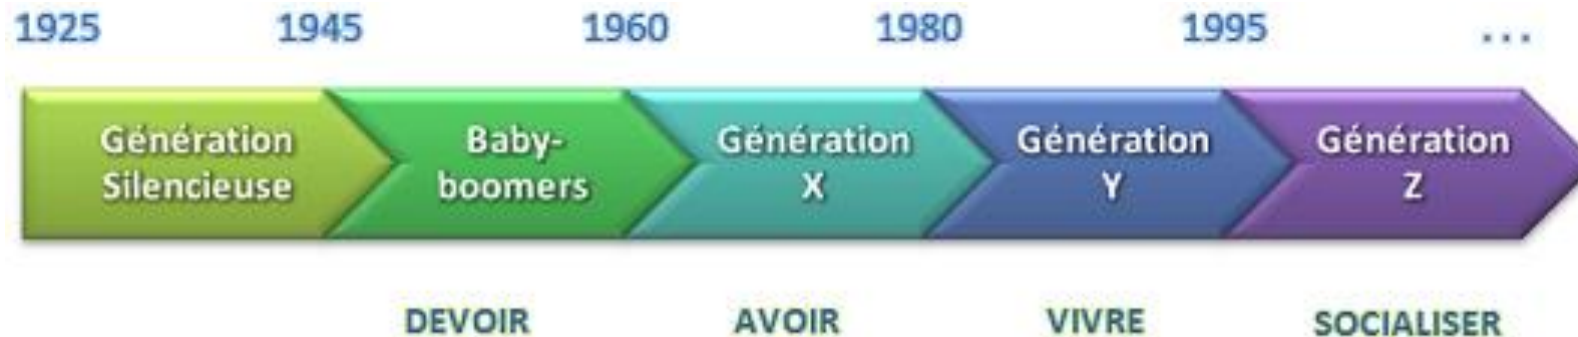 1925 1945 1960 1980 1995 ...
Génération
Silencieuse
Baby-
boomers
Génération
X
Génération
Y
Génération
Z
DEVOIR AVOIR VIVRE SOCIALISER